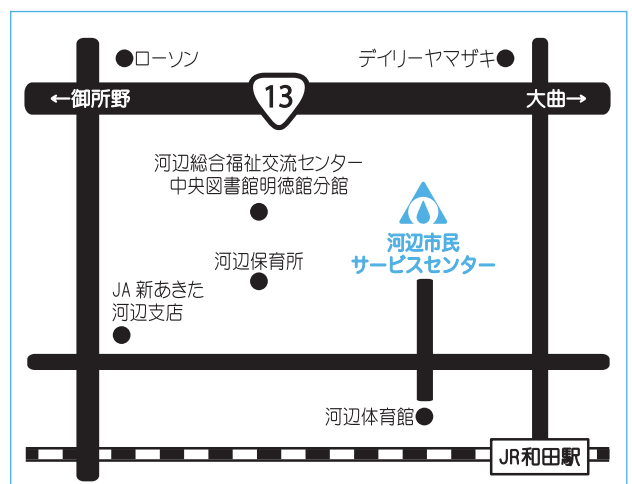 ローソン
デイリーヤマザキ
←御所野
13
大曲→
河辺総合福祉交流センター
中央図書館明徳館分館
河辺市民
サービスセンター
河辺保育所
JA 新あきた
河辺支店
河辺体育館
JR和田駅